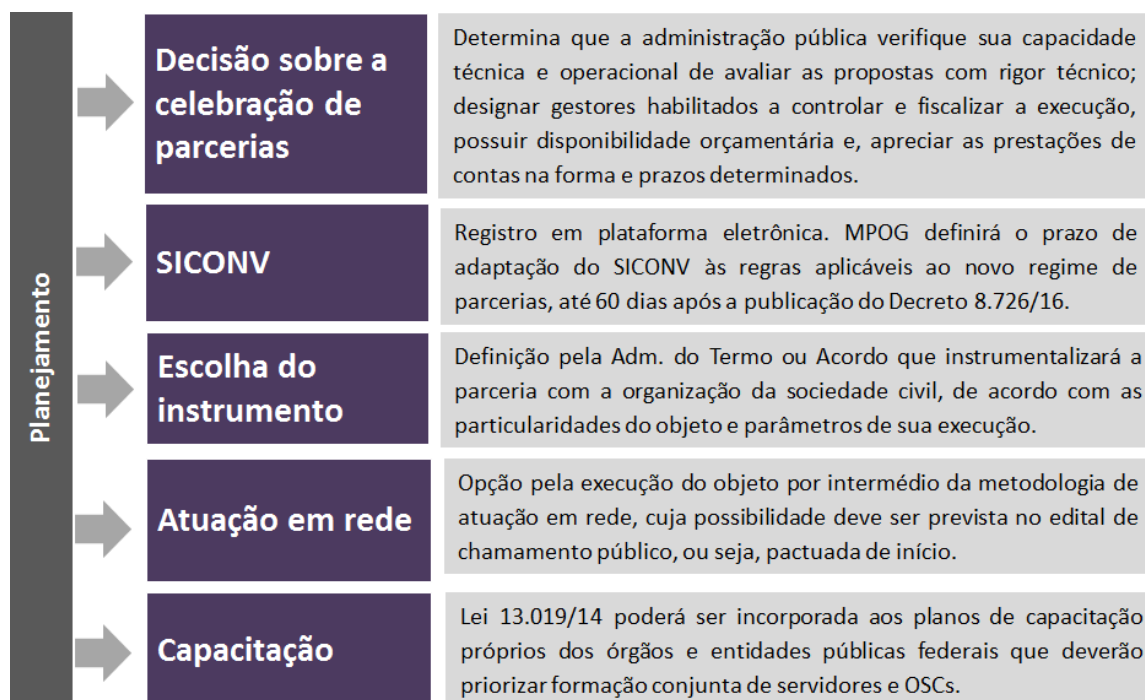 Planejamento
Decisão sobre a
celebração de
parcerias
Determina que a administração pública verifique sua capacidade
técnica e operacional de avaliar as propostas com rigor técnico;
designar gestores habilitados a controlar e fiscalizar a execução,
possuir disponibilidade orçamentária e, apreciar as prestações de
contas na forma e prazos determinados.
SICONV
Registro em plataforma eletrônica. MPOG definirá o prazo de
adaptação do SICONV às regras aplicáveis ao novo regime de
parcerias, até 60 dias após a publicação do Decreto 8.726/16.
Escolha do
instrumento
Definição pela Adm. do Termo ou Acordo que instrumentalizará a
parceria com a organização da sociedade civil, de acordo com as
particularidades do objeto e parâmetros de sua execução.
Atuação em rede
Opção pela execução do objeto por intermédio da metodologia de
atuação em rede, cuja possibilidade deve ser prevista no edital de
chamamento público, ou seja, pactuada de início.
Capacitação
Lei 13.019/14 poderá ser incorporada aos planos de capacitação
próprios dos órgãos e entidades públicas federais que deverão
priorizar formação conjunta de servidores e OSCs.